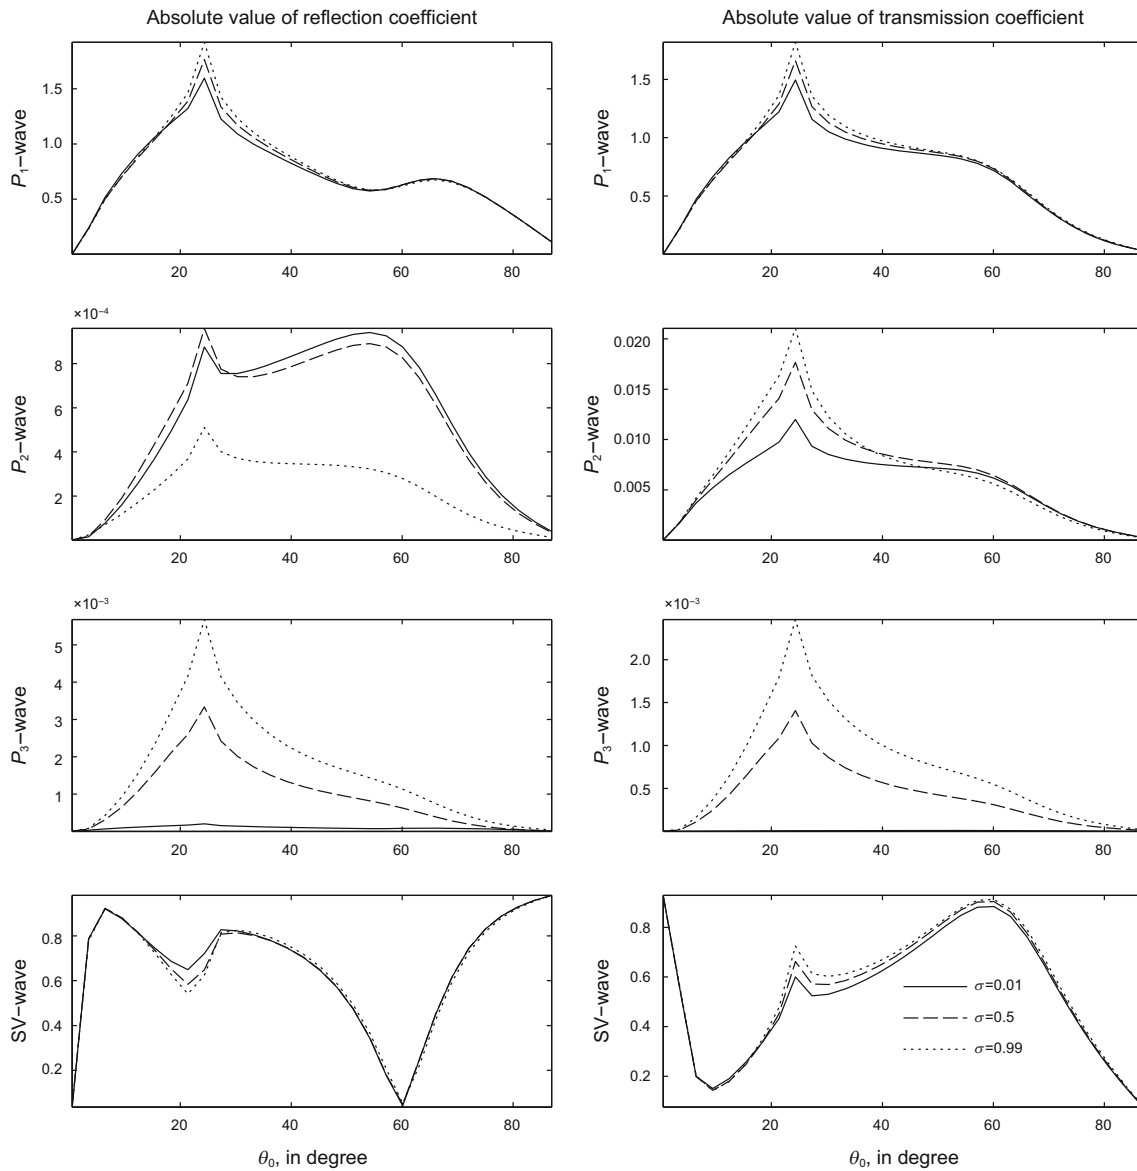 Absolute value of reflection coefficient
Absolute value of transmission coefficient
P₁−wave
1.5
1.0
0.5
20 40 60 80
P₁−wave
1.5
1.0
0.5
20 40 60 80
×10⁻⁴
P₂−wave
8
6
4
2
20 40 60 80
P₂−wave
0.020
0.015
0.010
0.005
20 40 60 80
×10⁻³
P₃−wave
5
4
3
2
1
20 40 60 80
×10⁻³
P₃−wave
2.0
1.5
1.0
0.5
20 40 60 80
SV−wave
0.8
0.6
0.4
0.2
20 40 60 80
θ₀, in degree
SV−wave
0.8
0.6
0.4
0.2
σ=0.01
σ=0.5
σ=0.99
20 40 60 80
θ₀, in degree